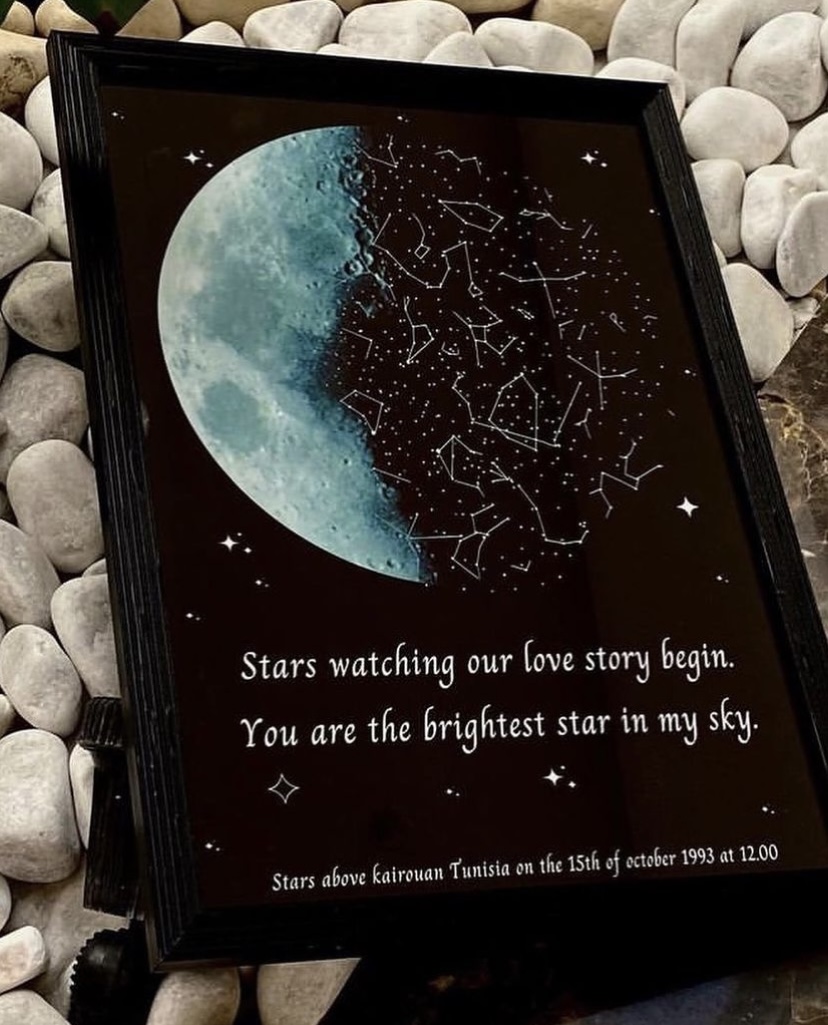 Stars watching our love story begin.
You are the brightest star in my sky.
Stars above kairouan Tunisia on the 15th of october 1993 at 12.00